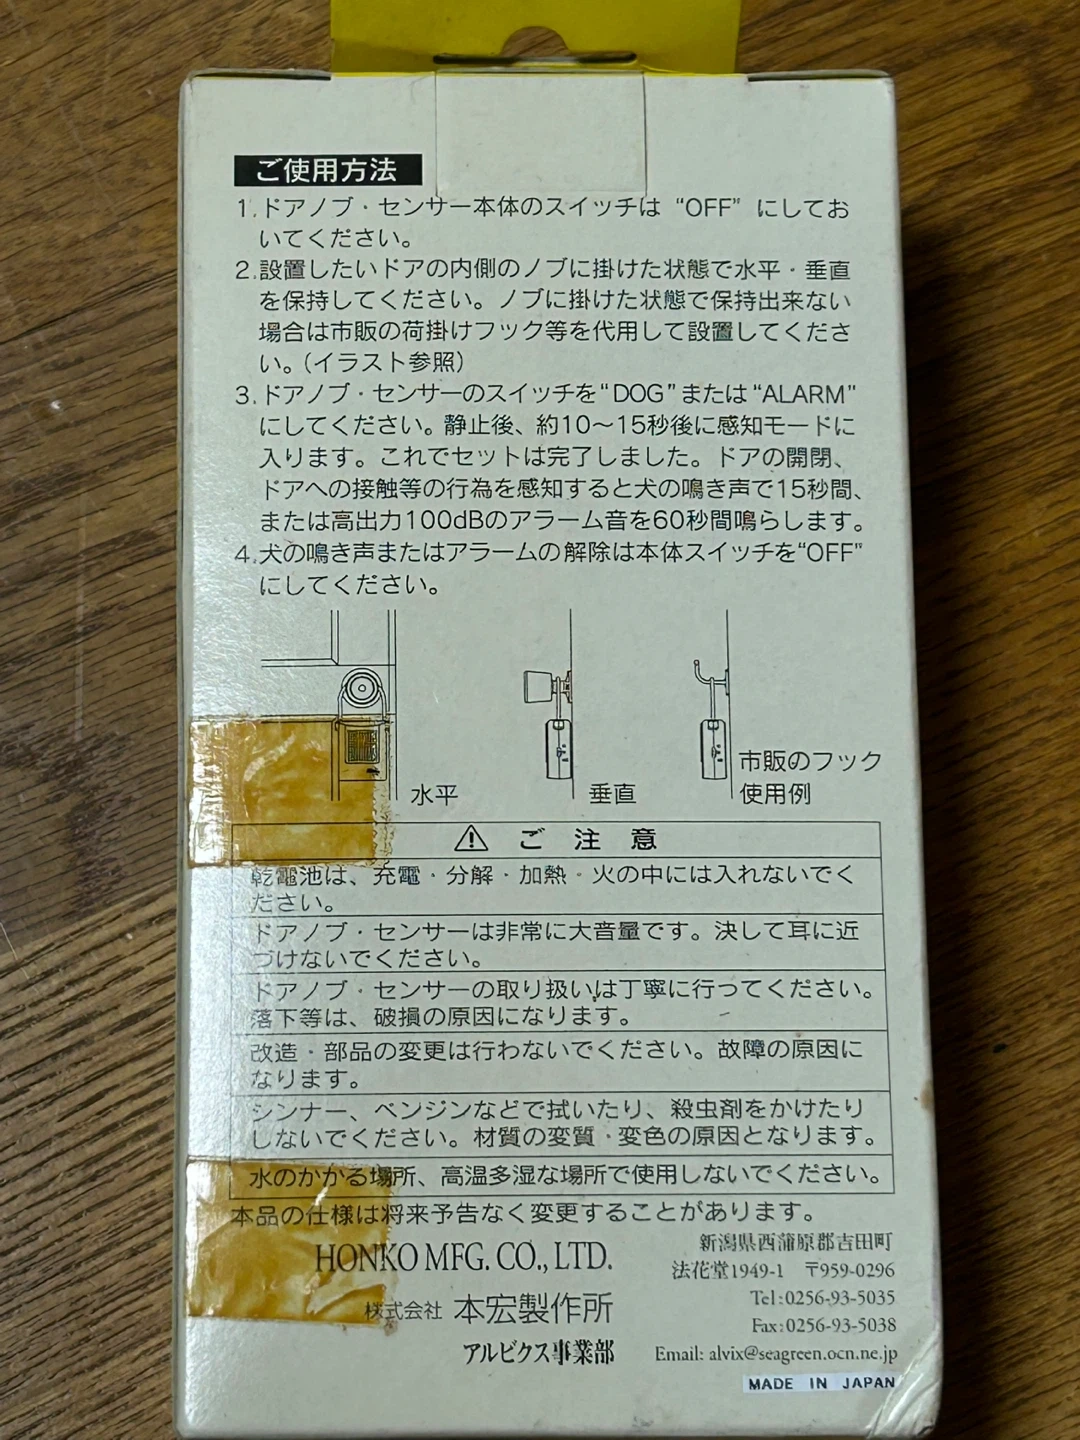 ご使用方法
1.ドアノブ・センサー本体のスイッチは “OFF” にしてお
いてください。
2.設置したいドアの内側のノブに掛けた状態で水平・垂直
を保持してください。ノブに掛けた状態で保持出来ない
場合は市販の荷掛けフック等を代用して設置してくださ
い。(イラスト参照)
3.ドアノブ・センサーのスイッチを“DOG”または“ALARM”
にしてください。静止後、約10〜15秒後に感知モードに
入ります。これでセットは完了しました。ドアの開閉、
ドアへの接触等の行為を感知すると犬の鳴き声で15秒間、
または高出力100dBのアラーム音を60秒間鳴らします。
4.犬の鳴き声またはアラームの解除は本体スイッチを“OFF”
にしてください。
水平
垂直
市販のフック
使用例
⚠ ご 注 意
乾電池は、充電・分解・加熱・火の中には入れないでく
ださい。
ドアノブ・センサーは非常に大音量です。決して耳に近
づけないでください。
ドアノブ・センサーの取り扱いは丁寧に行ってください。
落下等は、破損の原因になります。
改造・部品の変更は行わないでください。故障の原因に
なります。
シンナー、ベンジンなどで拭いたり、殺虫剤をかけたり
しないでください。材質の変質・変色の原因となります。
水のかかる場所、高温多湿な場所で使用しないでください。
本品の仕様は将来予告なく変更することがあります。
HONKO MFG. CO., LTD.
株式会社 本宏製作所
アルビクス事業部
新潟県西蒲原郡吉田町
法花堂1949-1 〒959-0296
Tel:0256-93-5035
Fax:0256-93-5038
Email: alvix@seagreen.ocn.ne.jp
MADE IN JAPAN